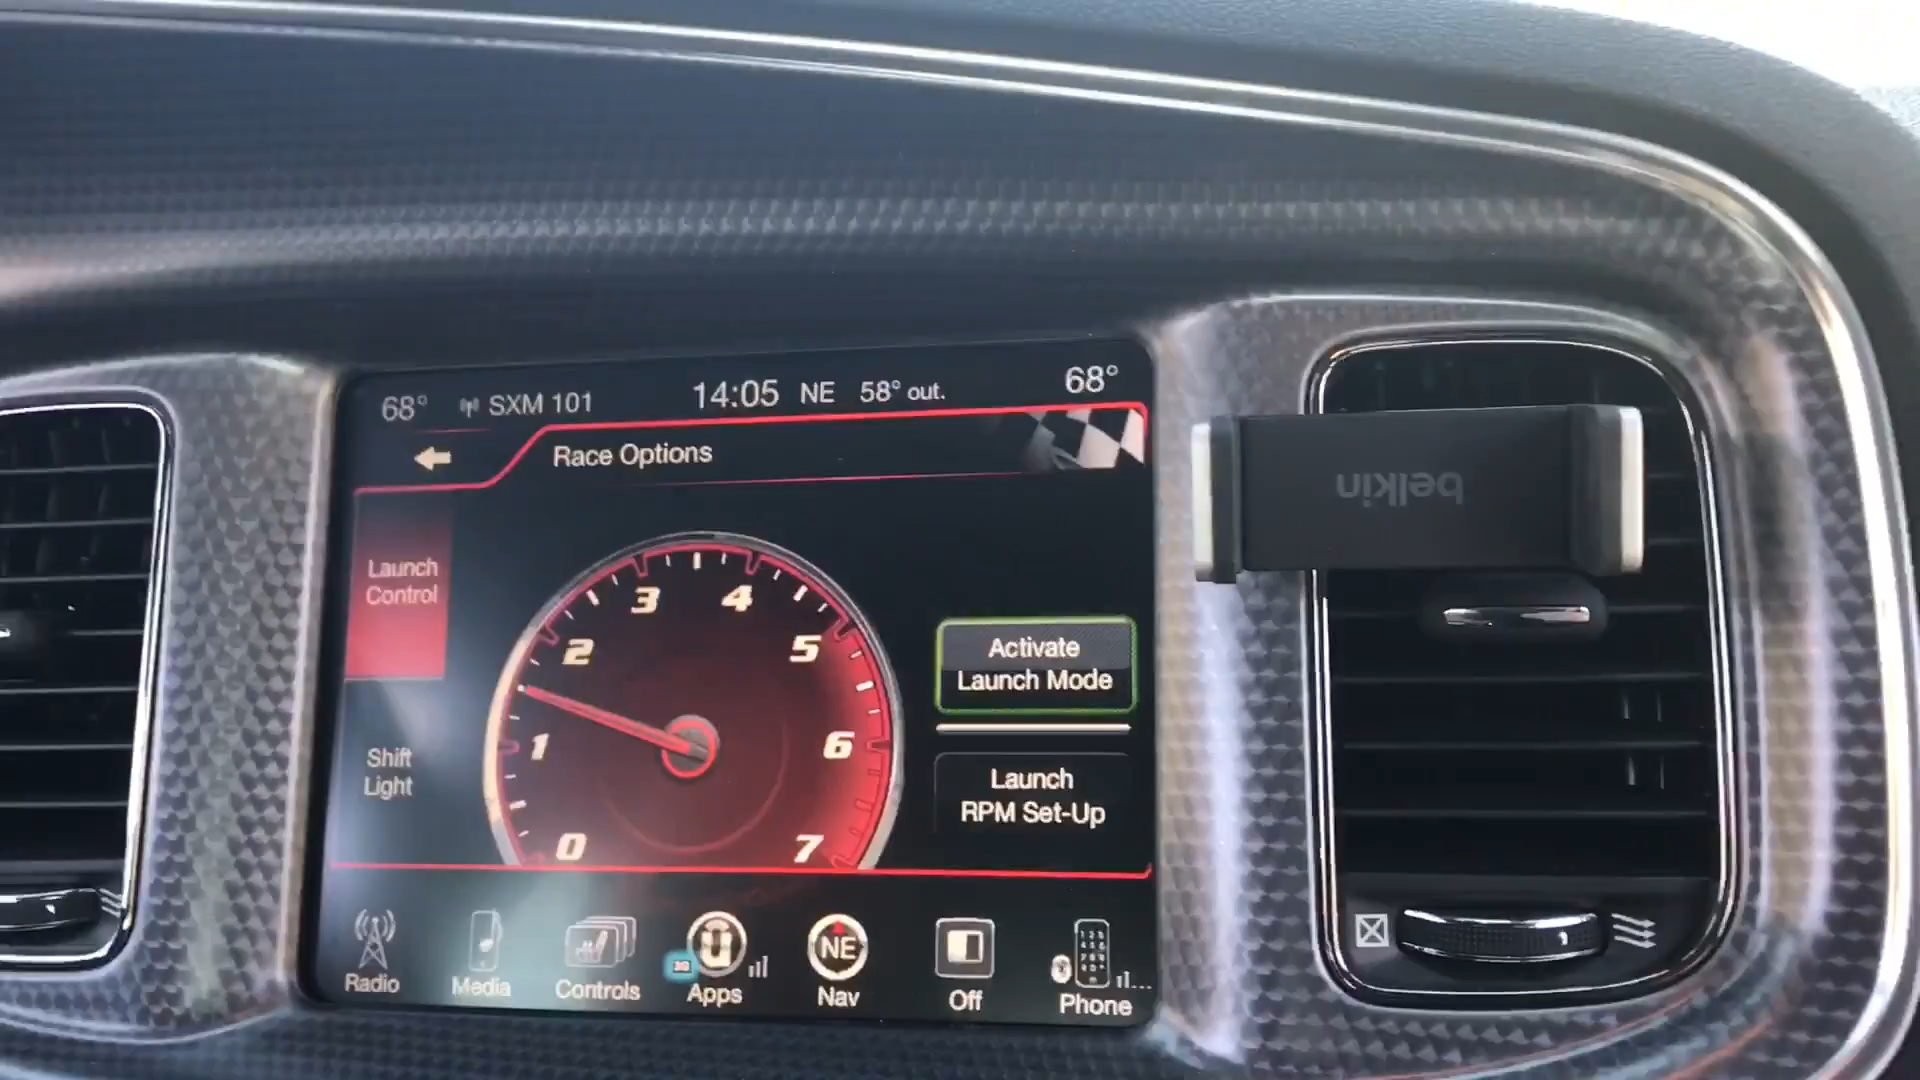 68° SXM 101 14:05 NE 58° out. 68°
Race Options
Launch
Control
Shift
Light
0
1
2
3
4
5
6
7
Activate
Launch Mode
Launch
RPM Set-Up
belkin
NE
3G
Radio Media Controls Apps Nav Off Phone